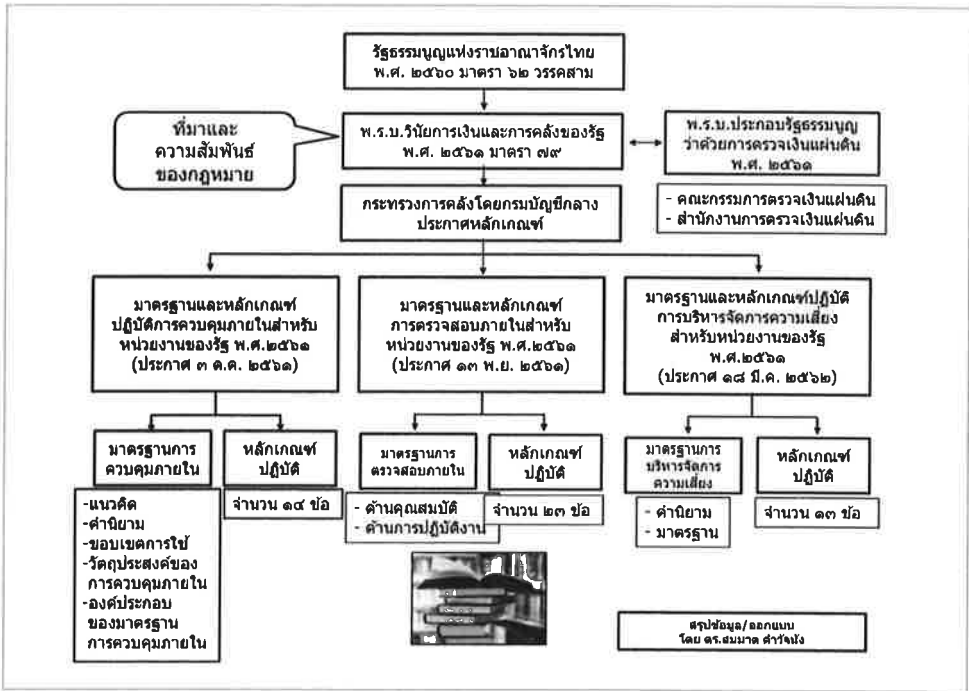 รัฐธรรมนูญแห่งราชอาณาจักรไทย
พ.ศ. ๒๕๖๐ มาตรา ๖๒ วรรคสาม
ที่มาและ
ความสัมพันธ์
ของกฎหมาย
พ.ร.บ.วินัยการเงินและการคลังของรัฐ
พ.ศ. ๒๕๖๑ มาตรา ๗๙
พ.ร.บ.ประกอบรัฐธรรมนูญ
ว่าด้วยการตรวจเงินแผ่นดิน
พ.ศ. ๒๕๖๑
- คณะกรรมการตรวจเงินแผ่นดิน
- สำนักงานการตรวจเงินแผ่นดิน
กระทรวงการคลังโดยกรมบัญชีกลาง
ประกาศหลักเกณฑ์
มาตรฐานและหลักเกณฑ์
ปฏิบัติการควบคุมภายในสำหรับ
หน่วยงานของรัฐ พ.ศ.๒๕๖๑
(ประกาศ ๓ ต.ค. ๒๕๖๑)
มาตรฐานและหลักเกณฑ์
การตรวจสอบภายในสำหรับ
หน่วยงานของรัฐ พ.ศ.๒๕๖๑
(ประกาศ ๑๓ พ.ย. ๒๕๖๑)
มาตรฐานและหลักเกณฑ์ปฏิบัติ
การบริหารจัดการความเสี่ยง
สำหรับหน่วยงานของรัฐ
พ.ศ.๒๕๖๑
(ประกาศ ๑๘ มี.ค. ๒๕๖๒)
มาตรฐานการ
ควบคุมภายใน
หลักเกณฑ์
ปฏิบัติ
-แนวคิด
-คำนิยาม
-ขอบเขตการใช้
-วัตถุประสงค์ของ
การควบคุมภายใน
-องค์ประกอบ
ของมาตรฐาน
การควบคุมภายใน
จำนวน ๑๔ ข้อ
มาตรฐานการ
ตรวจสอบภายใน
หลักเกณฑ์
ปฏิบัติ
- ด้านคุณสมบัติ
- ด้านการปฏิบัติงาน
จำนวน ๒๓ ข้อ
มาตรฐานการ
บริหารจัดการ
ความเสี่ยง
หลักเกณฑ์
ปฏิบัติ
- คำนิยาม
- มาตรฐาน
จำนวน ๑๓ ข้อ
สรุปข้อมูล/ออกแบบ
โดย ดร.สมมาต